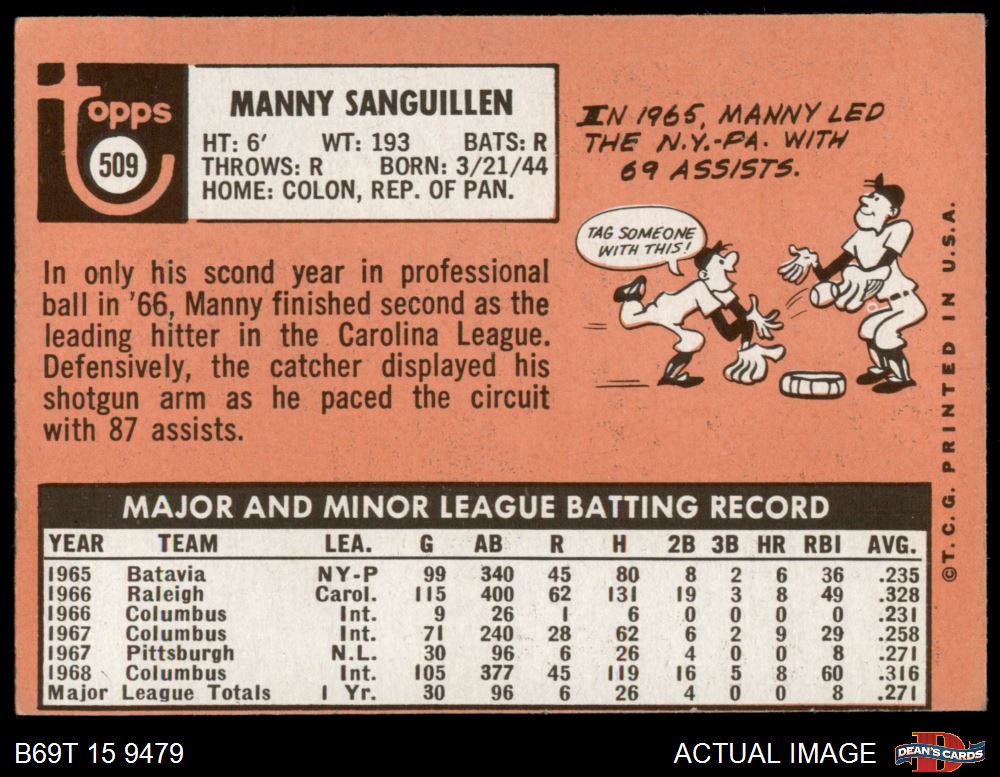 Topps
509
MANNY SANGUILLEN
HT: 6' WT: 193 BATS: R
THROWS: R BORN: 3/21/44
HOME: COLON, REP. OF PAN.
IN 1965, MANNY LED
THE N.Y.-PA. WITH
69 ASSISTS.
TAG SOMEONE
WITH THIS!
In only his scond year in professional
ball in '66, Manny finished second as the
leading hitter in the Carolina League.
Defensively, the catcher displayed his
shotgun arm as he paced the circuit
with 87 assists.
MAJOR AND MINOR LEAGUE BATTING RECORD
YEAR TEAM LEA. G AB R H 2B 3B HR RBI AVG.
1965 Batavia NY-P 99 340 45 80 8 2 6 36 .235
1966 Raleigh Carol. 115 400 62 131 19 3 8 49 .328
1966 Columbus Int. 9 26 1 6 0 0 0 0 .231
1967 Columbus Int. 71 240 28 62 6 2 9 29 .258
1967 Pittsburgh N.L. 30 96 6 26 4 0 0 8 .271
1968 Columbus Int. 105 377 45 119 16 5 8 60 .316
Major League Totals 1 Yr. 30 96 6 26 4 0 0 8 .271
©T. C. G. PRINTED IN U.S.A.
B69T 15 9479
ACTUAL IMAGE
D
DEAN'S CARDS